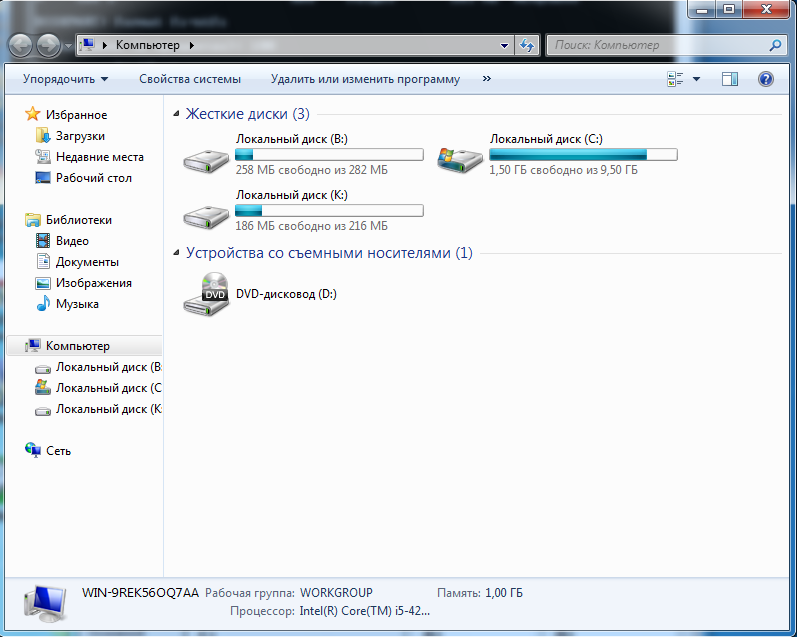 Компьютер
Поиск: Компьютер
Упорядочить Свойства системы Удалить или изменить программу »
Избранное
Загрузки
Недавние места
Рабочий стол
Библиотеки
Видео
Документы
Изображения
Музыка
Компьютер
Локальный диск (B
Локальный диск (C
Локальный диск (K
Сеть
Жесткие диски (3)
Локальный диск (B:)
258 МБ свободно из 282 МБ
Локальный диск (C:)
1,50 ГБ свободно из 9,50 ГБ
Локальный диск (K:)
186 МБ свободно из 216 МБ
Устройства со съемными носителями (1)
DVD
DVD-дисковод (D:)
WIN-9REK56OQ7AA Рабочая группа: WORKGROUP Память: 1,00 ГБ
Процессор: Intel(R) Core(TM) i5-42...